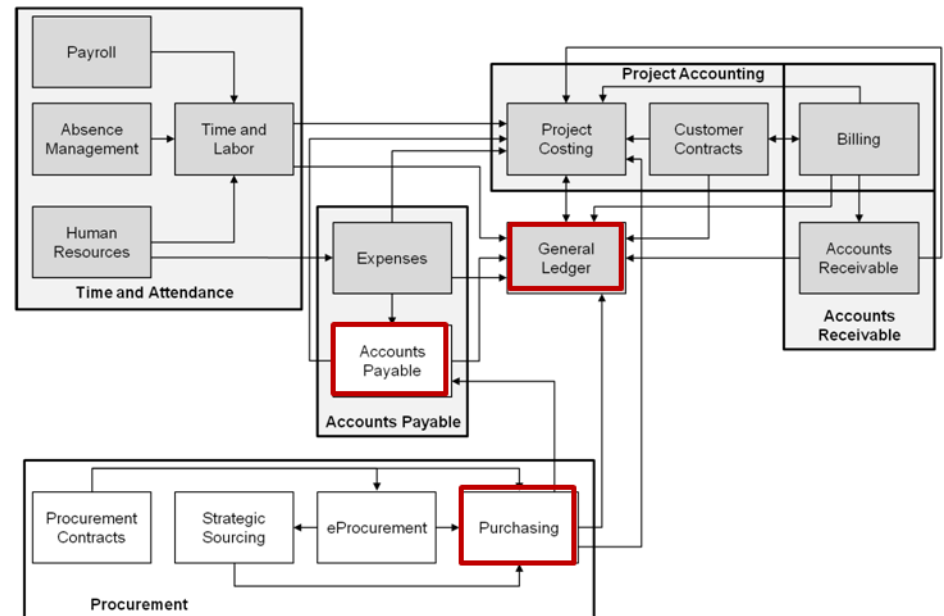 Payroll
Absence
Management
Time and
Labor
Human
Resources
Time and Attendance
Project Accounting
Project
Costing
Customer
Contracts
Billing
Expenses
General
Ledger
Accounts
Receivable
Accounts
Receivable
Accounts
Payable
Accounts Payable
Procurement
Contracts
Strategic
Sourcing
eProcurement
Purchasing
Procurement